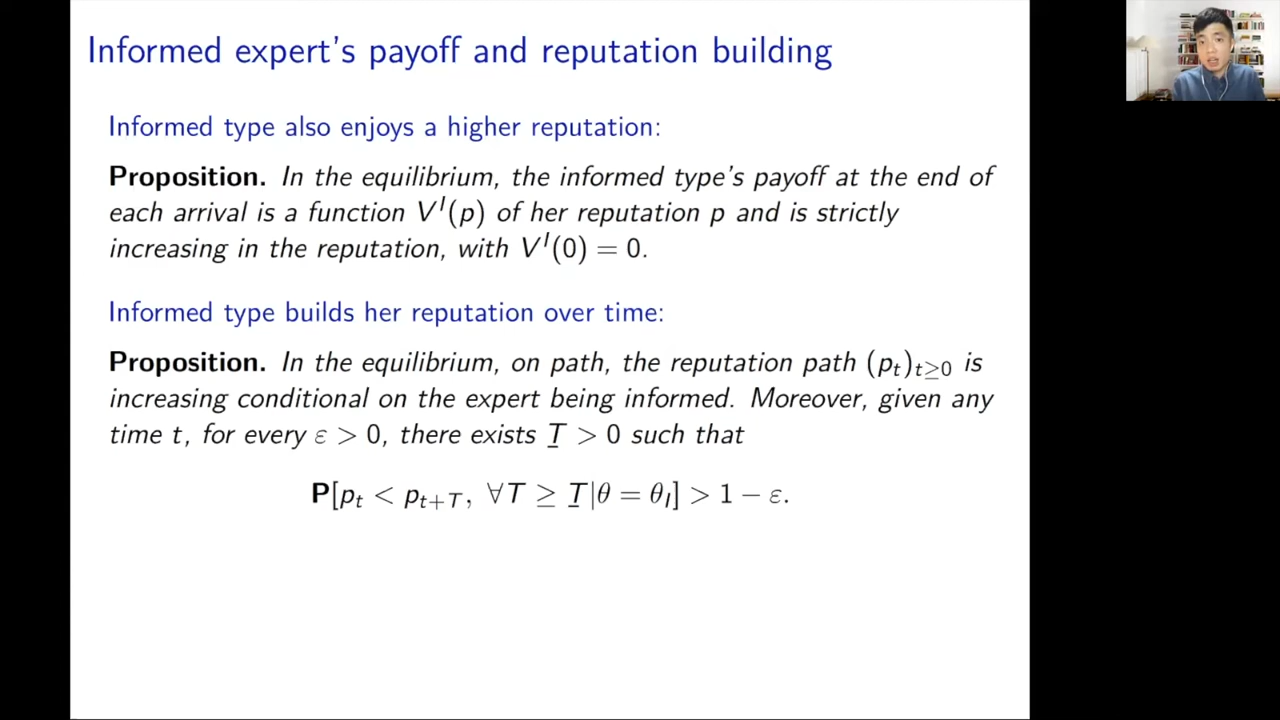 Informed expert's payoff and reputation building
Informed type also enjoys a higher reputation:
Proposition. In the equilibrium, the informed type's payoff at the end of
each arrival is a function V^I(p) of her reputation p and is strictly
increasing in the reputation, with V^I(0) = 0.
Informed type builds her reputation over time:
Proposition. In the equilibrium, on path, the reputation path (p_t)_{t≥0} is
increasing conditional on the expert being informed. Moreover, given any
time t, for every ε > 0, there exists T̲ > 0 such that
P[p_t < p_{t+T}, ∀T ≥ T̲|θ = θ_I] > 1 − ε.